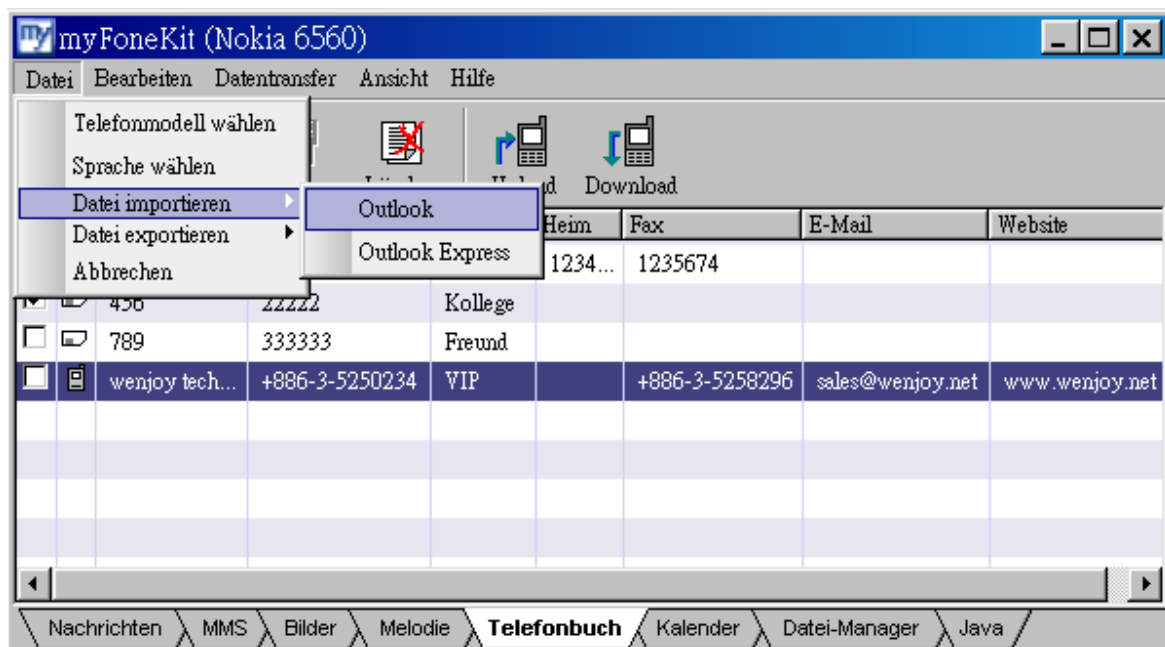 my myFoneKit (Nokia 6560)
Datei Bearbeiten Datentransfer Ansicht Hilfe
Telefonmodell wählen
Sprache wählen
Datei importieren
Datei exportieren
Abbrechen
Outlook
Outlook Express
Download
Heim Fax E-Mail Website
1234... 1235674
456 22222 Kollege
789 333333 Freund
wenjoy tech... +886-3-5250234 VIP +886-3-5258296 sales@wenjoy.net www.wenjoy.net
Nachrichten MMS Bilder Melodie Telefonbuch Kalender Datei-Manager Java